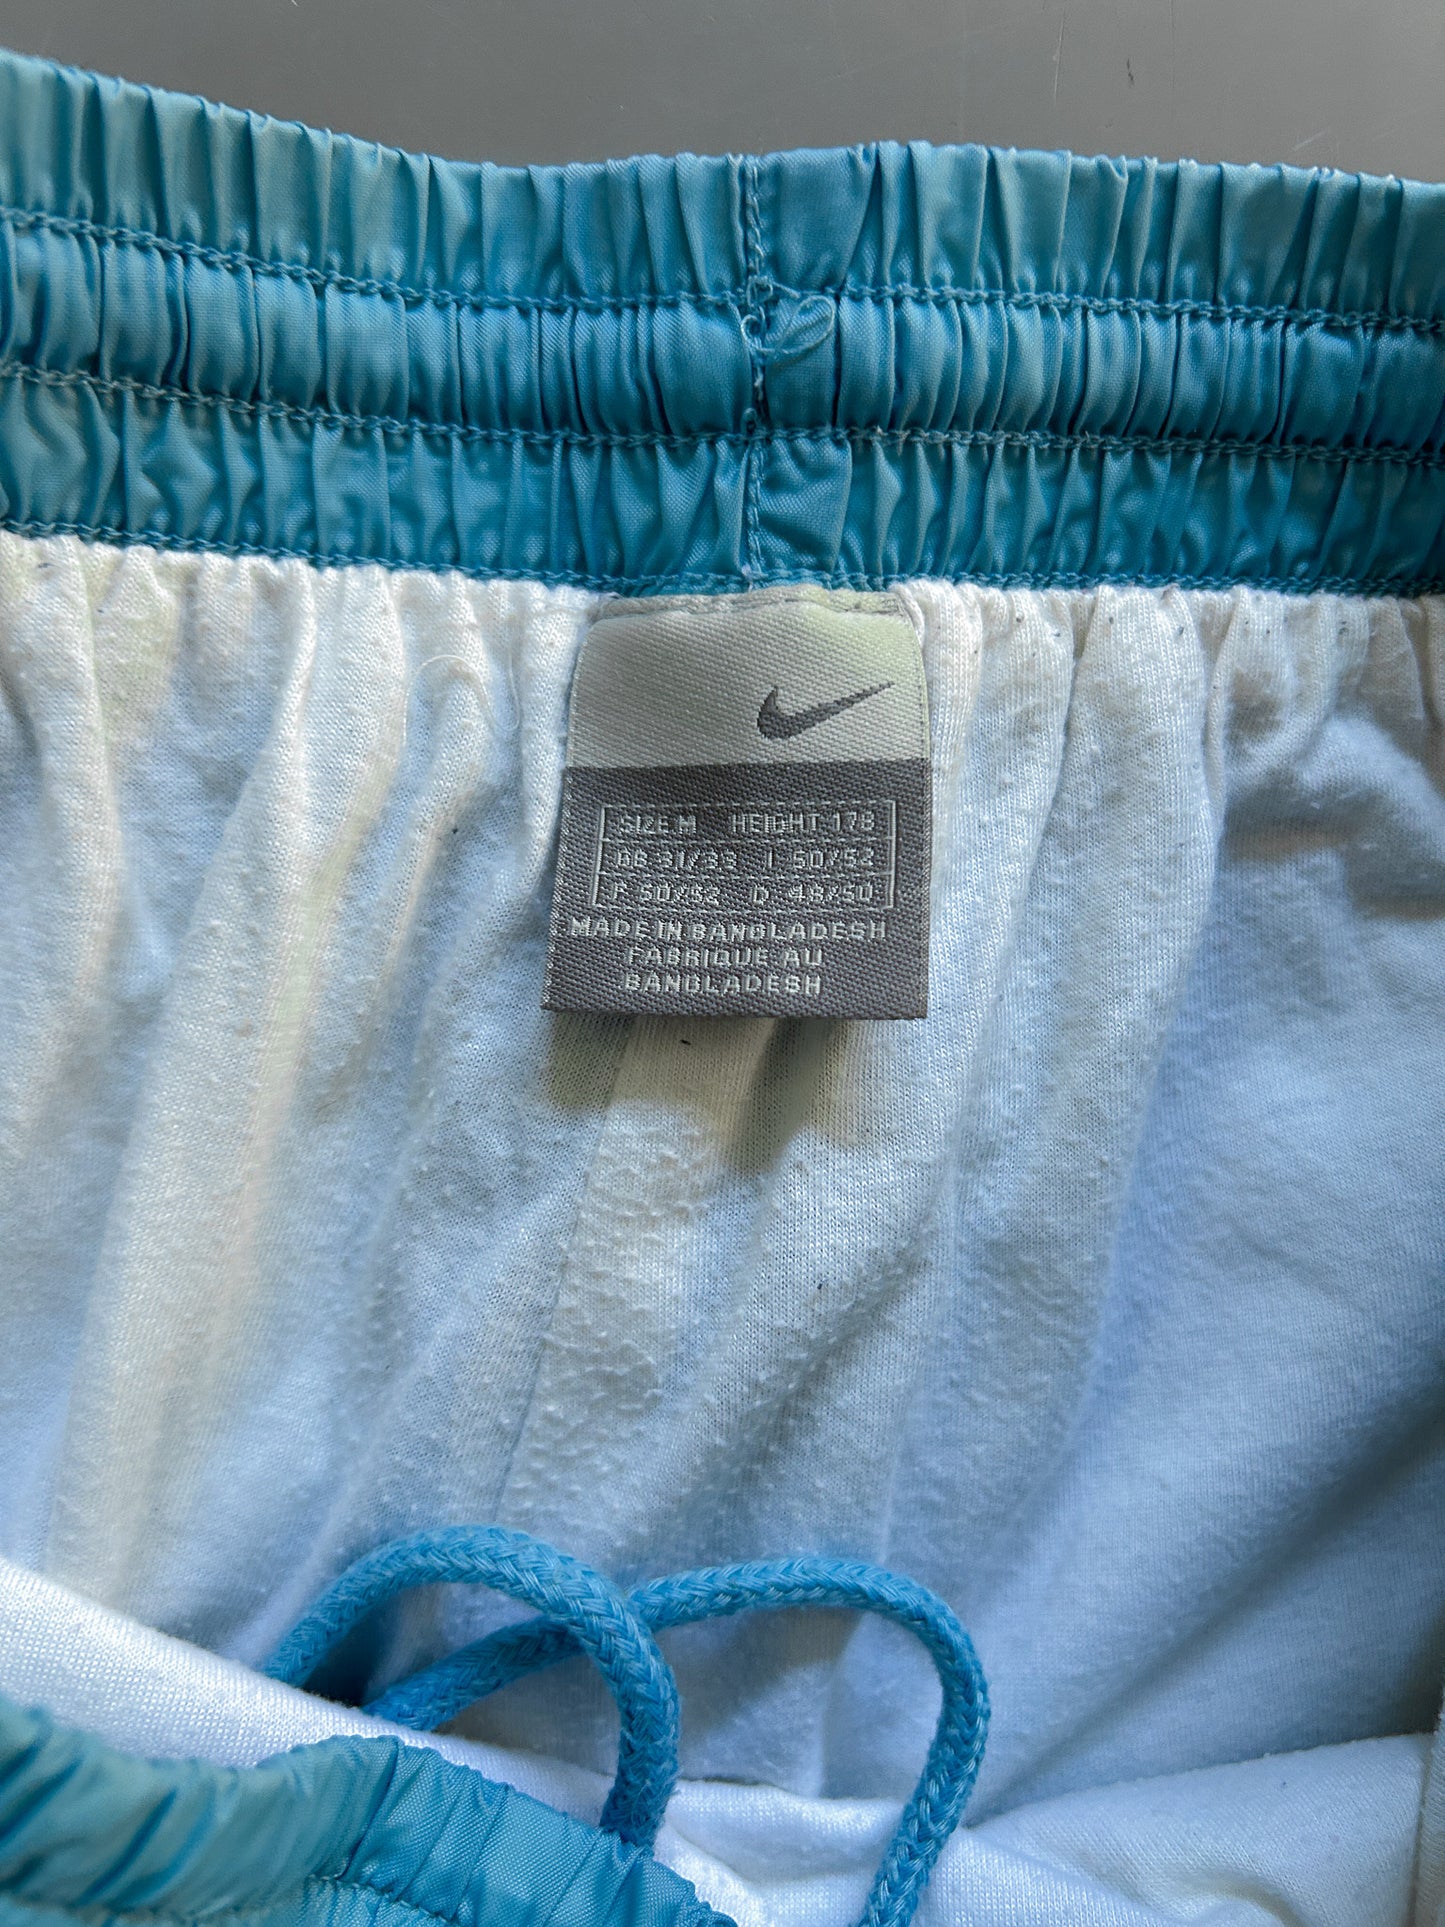 SIZE M HEIGHT 178
GB 31/33 I 50/52
F 50/52 D 48/50
MADE IN BANGLADESH
FABRIQUE AU
BANGLADESH